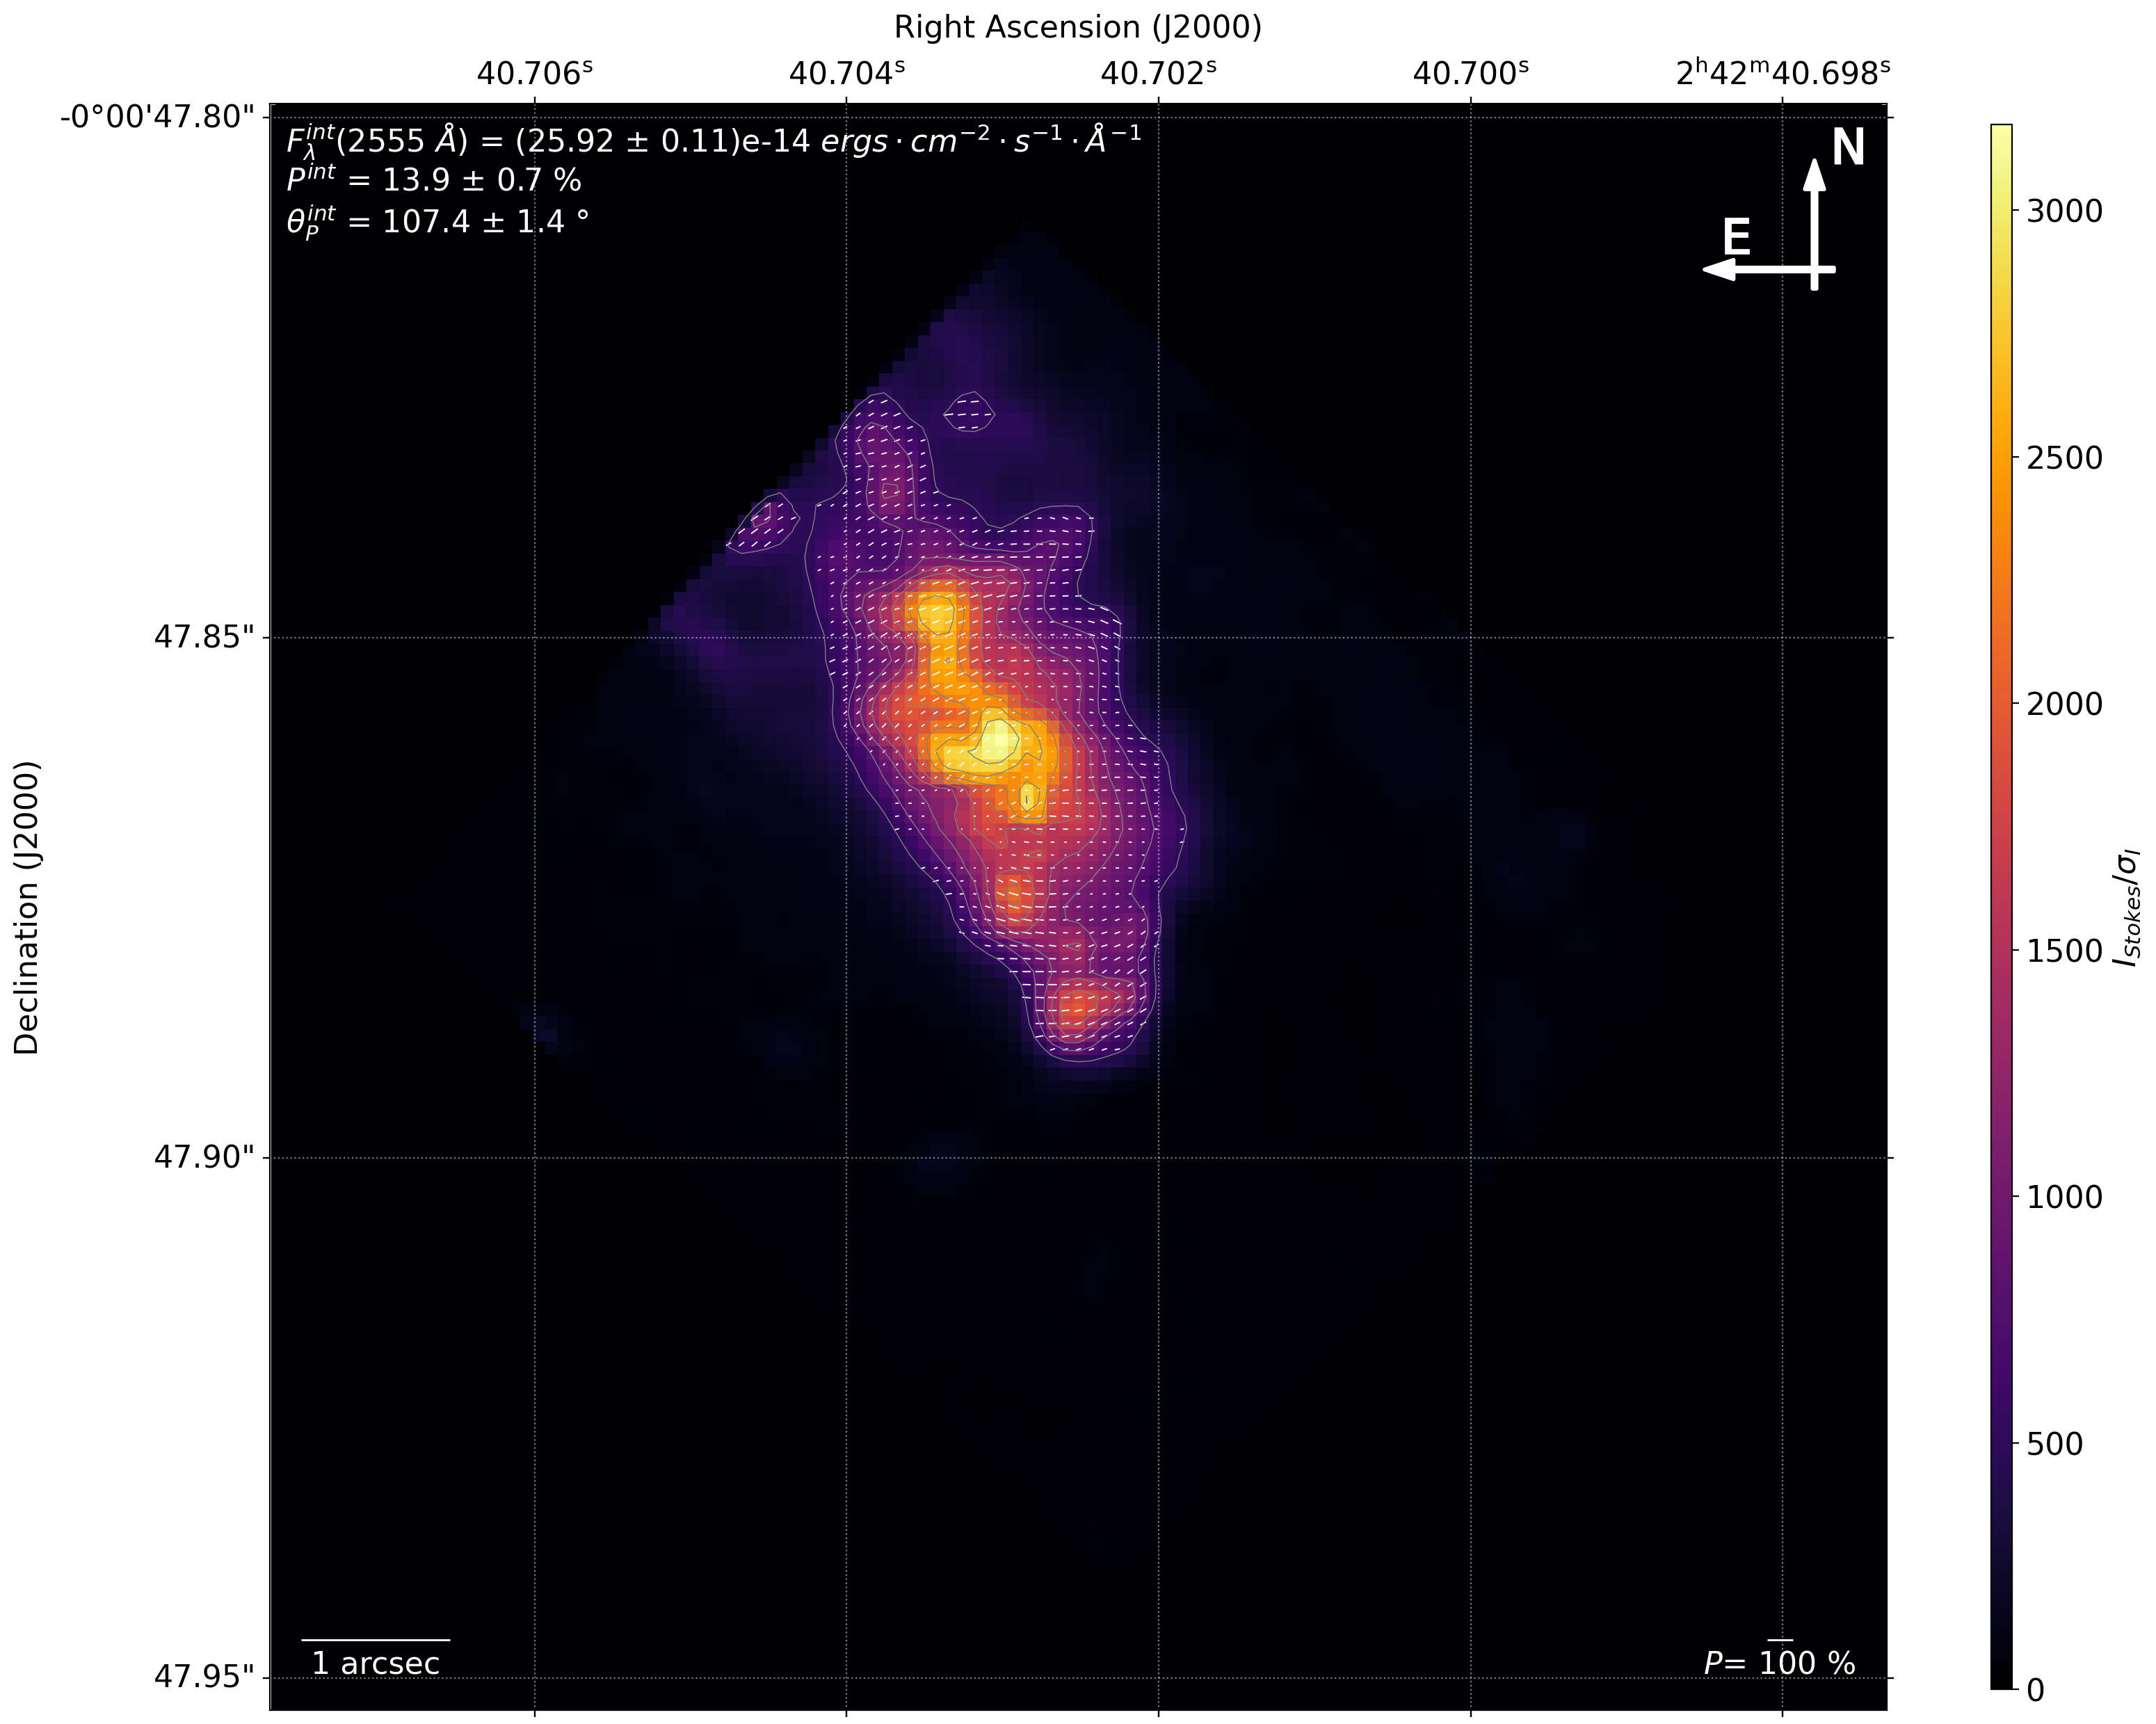 Right Ascension (J2000)
40.706ˢ 40.704ˢ 40.702ˢ 40.700ˢ 2ʰ42ᵐ40.698ˢ
-0°00'47.80"
F_λ^int(2555 Å) = (25.92 ± 0.11)e-14 ergs · cm⁻² · s⁻¹ · Å⁻¹
P^int = 13.9 ± 0.7 %
θ_P^int = 107.4 ± 1.4 °
N
E
47.85"
47.90"
47.95"
Declination (J2000)
1 arcsec
P= 100 %
3000
2500
2000
1500
1000
500
0
I_Stokes/σ_I